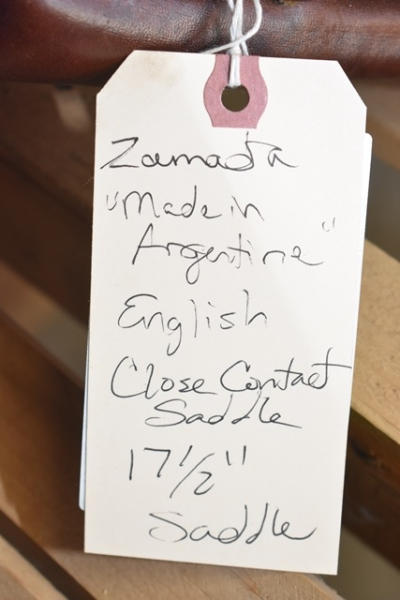 Zamada
"Made in
Argentina"
English
Close Contact
Saddle
17 1/2"
Saddle